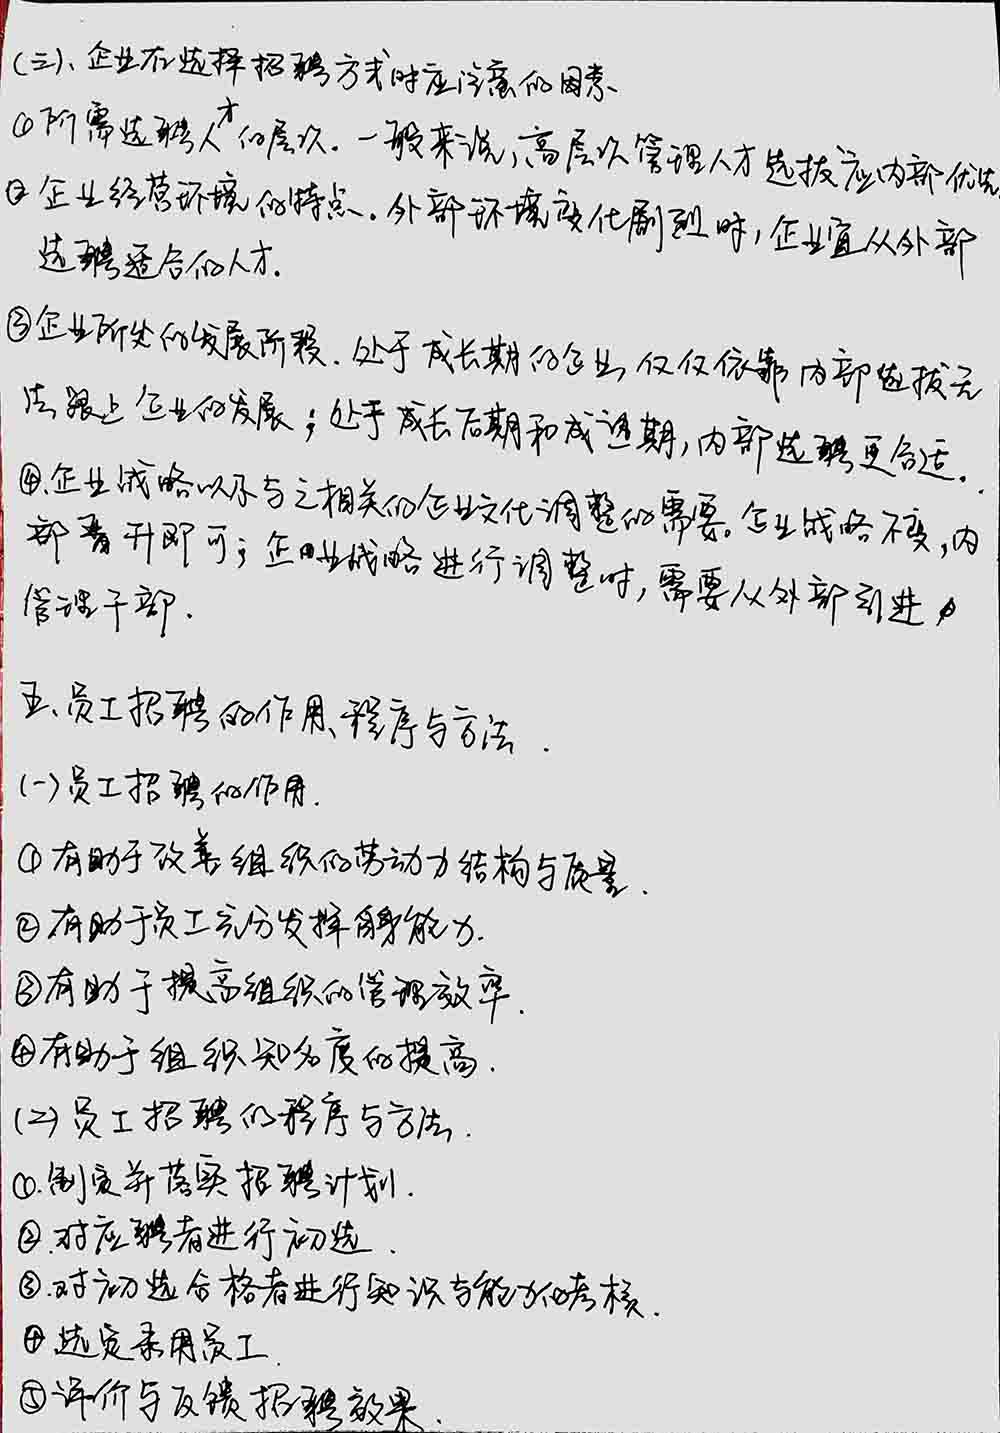 (三)、企业在选择招聘方式时应注意的因素
①所需选聘人才的层次.一般来说,高层次管理人才选拔应内部优先
②企业经营环境的特点.外部环境变化剧烈时,企业宜从外部
选聘适合的人才.
③企业所处的发展阶段.处于成长期的企业,仅仅依靠内部选拔无
法跟上企业的发展;处于成长后期和成熟期,内部选聘更合适.
④.企业战略以及与之相关的企业文化调整的需要。企业战略不变,内
部晋升即可;企业战略进行调整时,需要从外部引进
管理干部.
五、员工招聘的作用、程序与方法.
(一)员工招聘的作用.
①有助于改善组织的劳动力结构与质量.
②有助于员工充分发挥自身能力.
③有助于提高组织的管理效率.
④有助于组织知名度的提高.
(二)员工招聘的程序与方法.
①.制定并落实招聘计划.
②.对应聘者进行初选.
③.对初选合格者进行知识与能力的考核.
④选定录用员工.
⑤评价与反馈招聘效果.